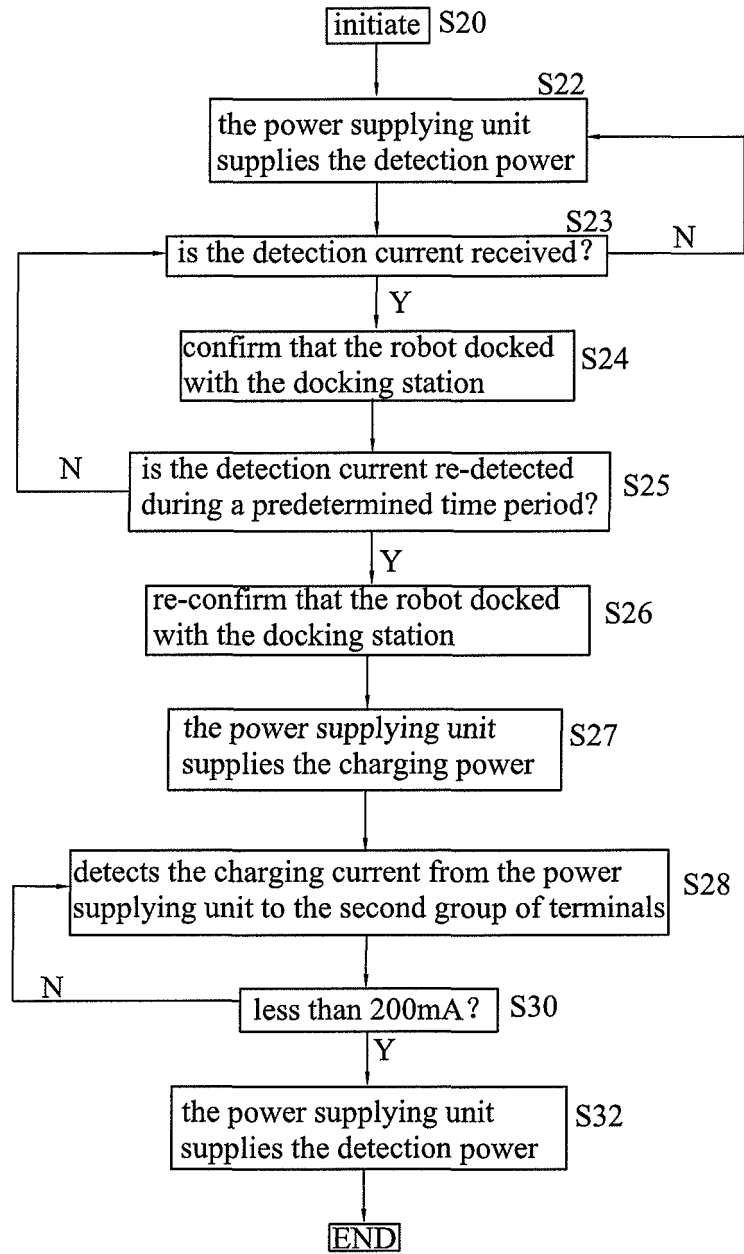 initiate S20
S22
the power supplying unit
supplies the detection power
S23
is the detection current received?
N
Y
confirm that the robot docked
with the docking station
S24
N
is the detection current re-detected
during a predetermined time period?
S25
Y
re-confirm that the robot docked
with the docking station
S26
the power supplying unit
supplies the charging power
S27
detects the charging current from the power
supplying unit to the second group of terminals
S28
N
less than 200mA?
S30
Y
the power supplying unit
supplies the detection power
S32
END